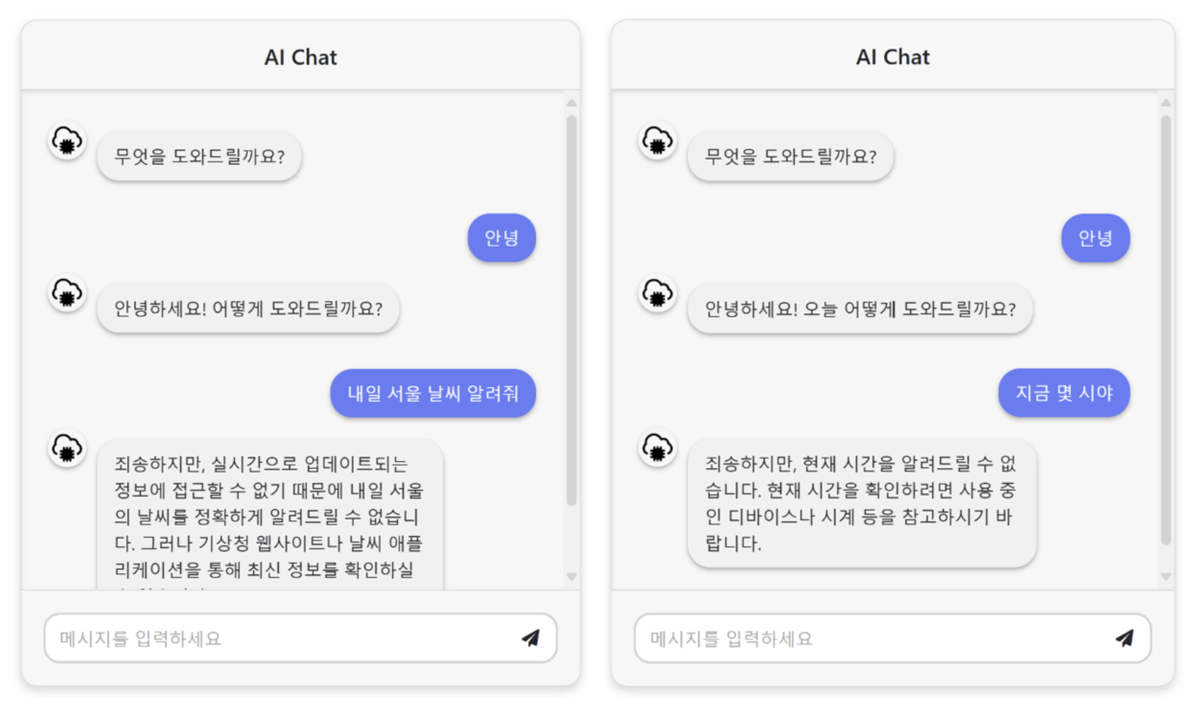 AI Chat
무엇을 도와드릴까요?
안녕
안녕하세요! 어떻게 도와드릴까요?
내일 서울 날씨 알려줘
죄송하지만, 실시간으로 업데이트되는
정보에 접근할 수 없기 때문에 내일 서울
의 날씨를 정확하게 알려드릴 수 없습니
다. 그러나 기상청 웹사이트나 날씨 애플
리케이션을 통해 최신 정보를 확인하실
메시지를 입력하세요
AI Chat
무엇을 도와드릴까요?
안녕
안녕하세요! 오늘 어떻게 도와드릴까요?
지금 몇 시야
죄송하지만, 현재 시간을 알려드릴 수 없
습니다. 현재 시간을 확인하려면 사용 중
인 디바이스나 시계 등을 참고하시기 바
랍니다.
메시지를 입력하세요